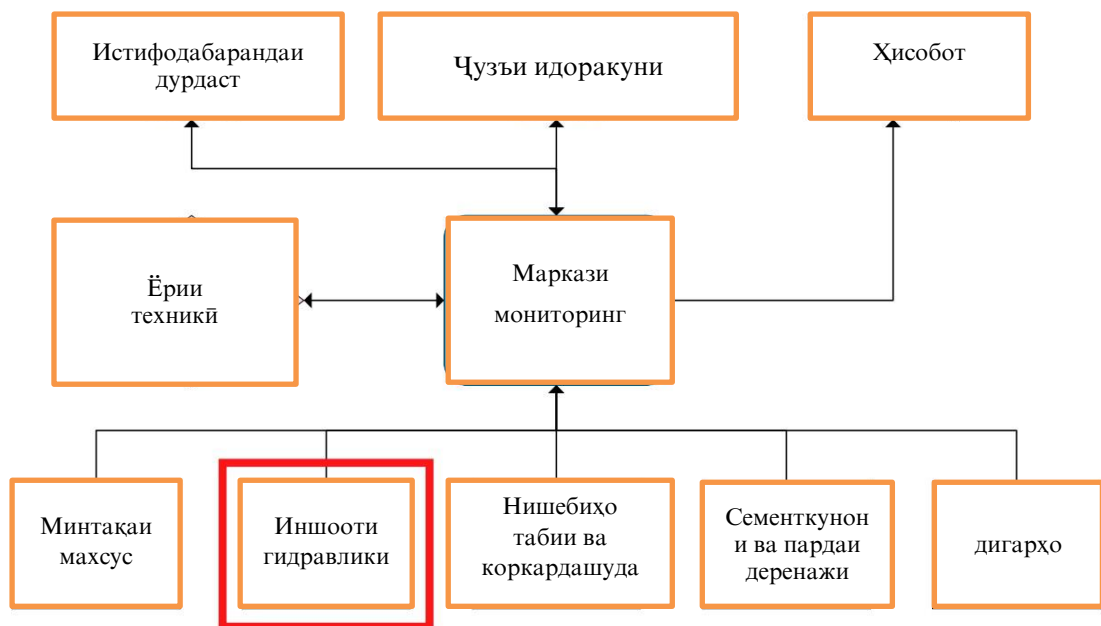 Истифодабарандаи
дурдаст
Ҷузъи идоракуни
Ҳисобот
Ёрии
техникӣ
Маркази
мониторинг
Минтақаи
махсус
Иншооти
гидравлики
Нишебиҳо
табии ва
коркардашуда
Сементкунон
и ва пардаи
деренажи
дигарҳо